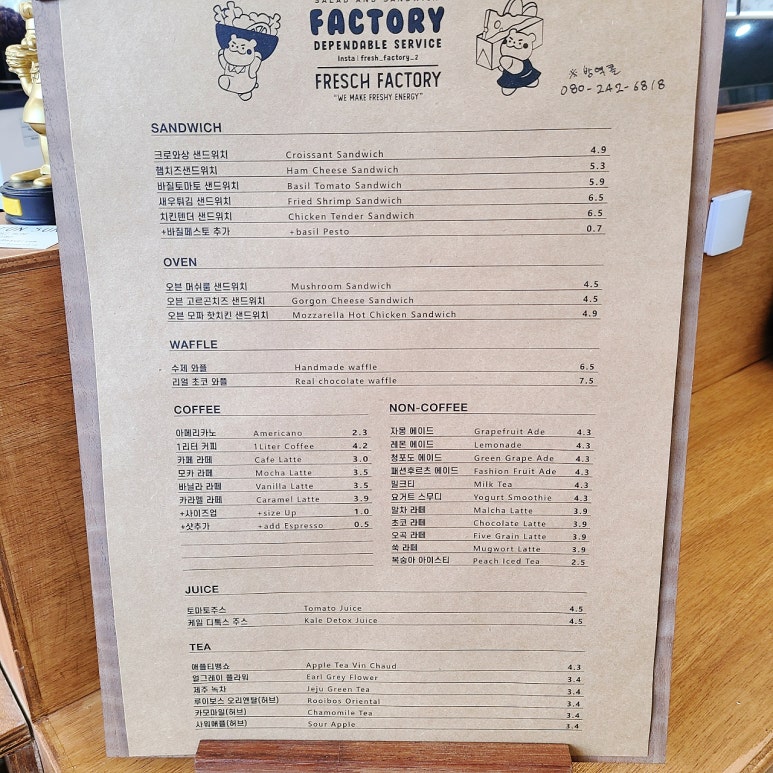 SALAD AND SANDWICH
FACTORY
DEPENDABLE SERVICE
Insta | fresh_factory_2
FRESCH FACTORY
"WE MAKE FRESHY ENERGY"
※ 방역콜
080-242-6818
SANDWICH
크로와상 샌드위치 Croissant Sandwich 4.9
햄치즈샌드위치 Ham Cheese Sandwich 5.3
바질토마토 샌드위치 Basil Tomato Sandwich 5.9
새우튀김 샌드위치 Fried Shrimp Sandwich 6.5
치킨텐더 샌드위치 Chicken Tender Sandwich 6.5
+바질페스토 추가 +basil Pesto 0.7
OVEN
오븐 머쉬룸 샌드위치 Mushroom Sandwich 4.5
오븐 고르곤치즈 샌드위치 Gorgon Cheese Sandwich 4.5
오븐 모짜 핫치킨 샌드위치 Mozzarella Hot Chicken Sandwich 4.9
WAFFLE
수제 와플 Handmade waffle 6.5
리얼 초코 와플 Real chocolate waffle 7.5
COFFEE
아메리카노 Americano 2.3
1리터 커피 1Liter Coffee 4.2
카페 라떼 Cafe Latte 3.0
모카 라떼 Mocha Latte 3.5
바닐라 라떼 Vanilla Latte 3.5
카라멜 라떼 Caramel Latte 3.9
+사이즈업 +size Up 1.0
+샷추가 +add Espresso 0.5
NON-COFFEE
자몽 에이드 Grapefruit Ade 4.3
레몬 에이드 Lemonade 4.3
청포도 에이드 Green Grape Ade 4.3
패션후르츠 에이드 Fashion Fruit Ade 4.3
밀크티 Milk Tea 4.3
요거트 스무디 Yogurt Smoothie 4.3
말차 라떼 Malcha Latte 3.9
초코 라떼 Chocolate Latte 3.9
오곡 라떼 Five Grain Latte 3.9
쑥 라떼 Mugwort Latte 3.9
복숭아 아이스티 Peach Iced Tea 2.5
JUICE
토마토주스 Tomato Juice 4.5
케일 디톡스 주스 Kale Detox Juice 4.5
TEA
애플티뱅쇼 Apple Tea Vin Chaud 4.3
얼그레이 플라워 Earl Grey Flower 3.4
제주 녹차 Jeju Green Tea 3.4
루이보스 오리엔탈(허브) Rooibos Oriental 3.4
카모마일(허브) Chamomile Tea 3.4
사워애플(허브) Sour Apple 3.4